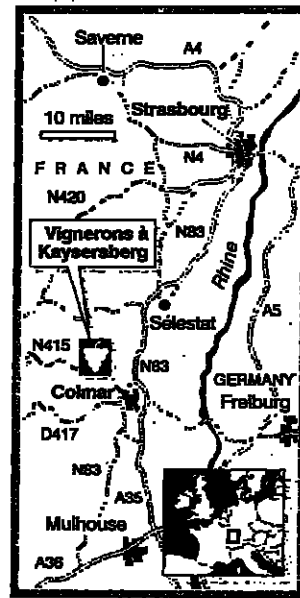 Saverne
A4
Strasbourg
10 miles
FRANCE
N4
N420
Vignerons à
Kaysersberg
N83
Rhine
Sélestat
A5
N415
N83
Colmar
GERMANY
Freiburg
D417
N83
A35
Mulhouse
A36